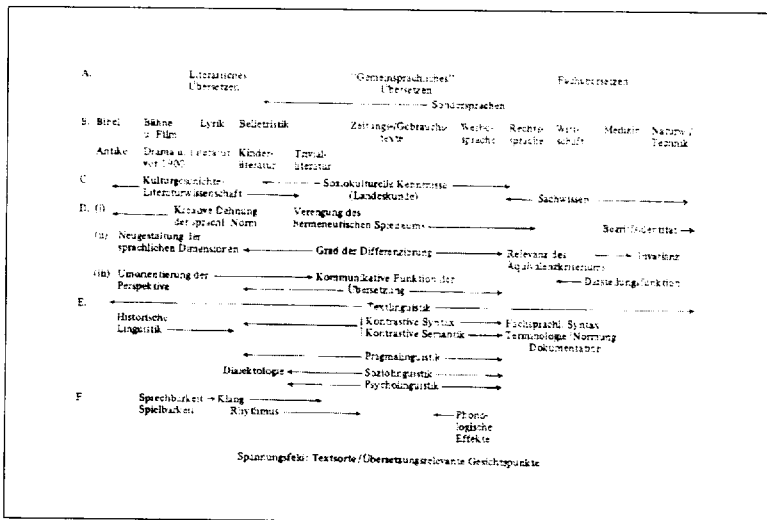 A. Literarisches "Gemeinsprachliches" Fachübersetzen
Übersetzen Übersetzen
Sondersprachen
B. Bibel Bühne Lyrik Belletristik Zeitungs-/Gebrauchs- Werbe- Rechts- Wirt- Medizin Naturw./
u. Film texte sprache sprache schaft Technik
Antike Drama u. Literatur Kinder- Trivial-
vor 1900 literatur literatur
C Kulturgeschichte Soziokulturelle Kenntnisse
Literaturwissenschaft (Landeskunde) Sachwissen
D. (i) Kreative Dehnung Verengung des
der sprachl. Norm hermeneutischen Spielraums Begriffsidentität
(ii) Neugestaltung der
sprachlichen Dimensionen Grad der Differenzierung Relevanz des Invarianz
Äquivalenzkriteriums
(iii) Umorientierung der Kommunikative Funktion der Darstellungsfunktion
Perspektive Übersetzung
E. Textlinguistik
Historische Kontrastive Syntax Fachsprachl. Syntax
Linguistik Kontrastive Semantik Terminologie/Normung
Dokumentation
Pragmalinguistik
Dialektologie Soziolinguistik
Psycholinguistik
F Sprechbarkeit Klang
Spielbarkeit Rhythmus Phono-
logische
Effekte
Spannungsfeld: Textsorte/Übersetzungsrelevante Gesichtspunkte